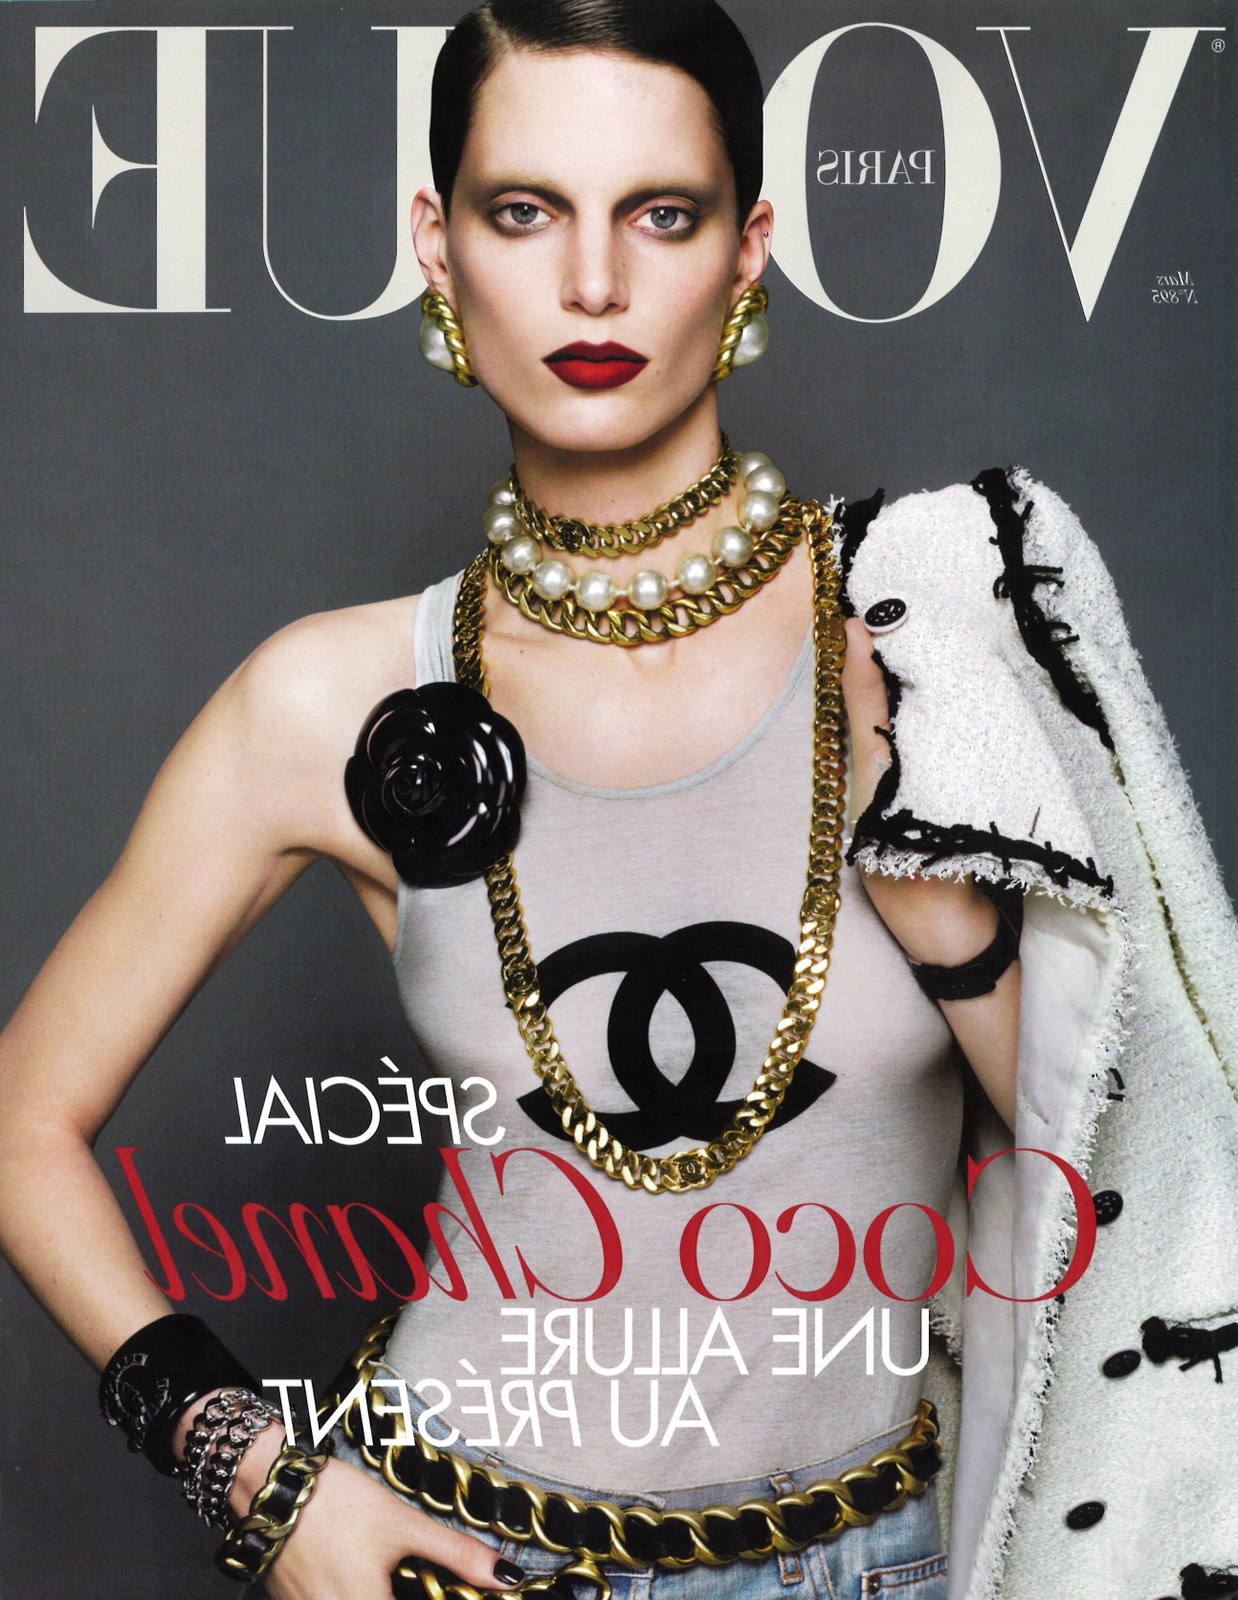 VOGUE
PARIS
®
Mars
N°895
SPÉCIAL
Coco Chanel
UNE ALLURE
AU PRÉSENT